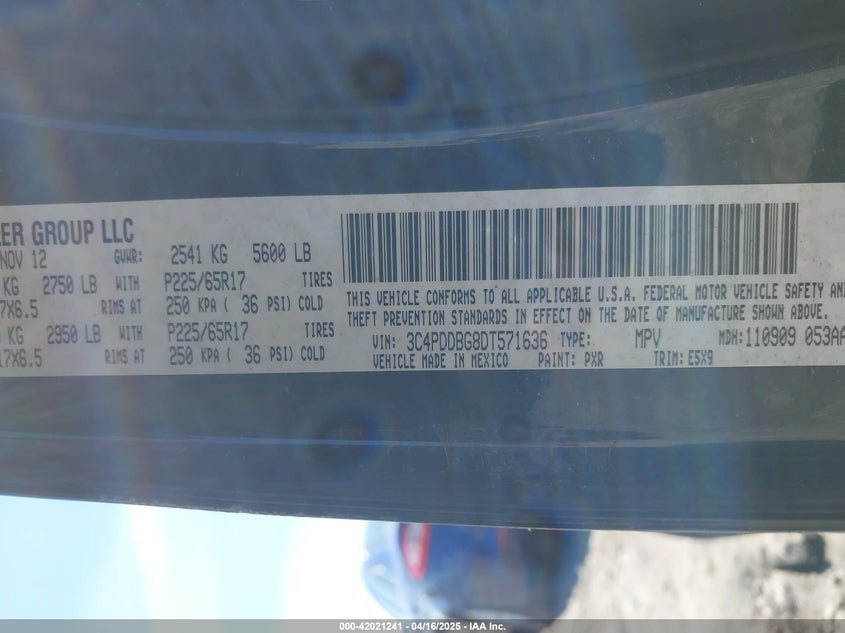 ER GROUP LLC
NOV 12 GVWR: 2541 KG 5600 LB
KG 2750 LB WITH P225/65R17 TIRES
7X6.5 RIMS AT 250 KPA ( 36 PSI) COLD
KG 2950 LB WITH P225/65R17 TIRES
17X6.5 RIMS AT 250 KPA ( 36 PSI) COLD
THIS VEHICLE CONFORMS TO ALL APPLICABLE U.S.A. FEDERAL MOTOR VEHICLE SAFETY AND
THEFT PREVENTION STANDARDS IN EFFECT ON THE DATE OF MANUFACTURE SHOWN ABOVE.
VIN: 3C4PDDBG8DT571636 TYPE: MPV MDH: 110909 053AA
VEHICLE MADE IN MEXICO PAINT: PXR TRIM: E5X9
000-42021241 - 04/16/2025 - IAA Inc.